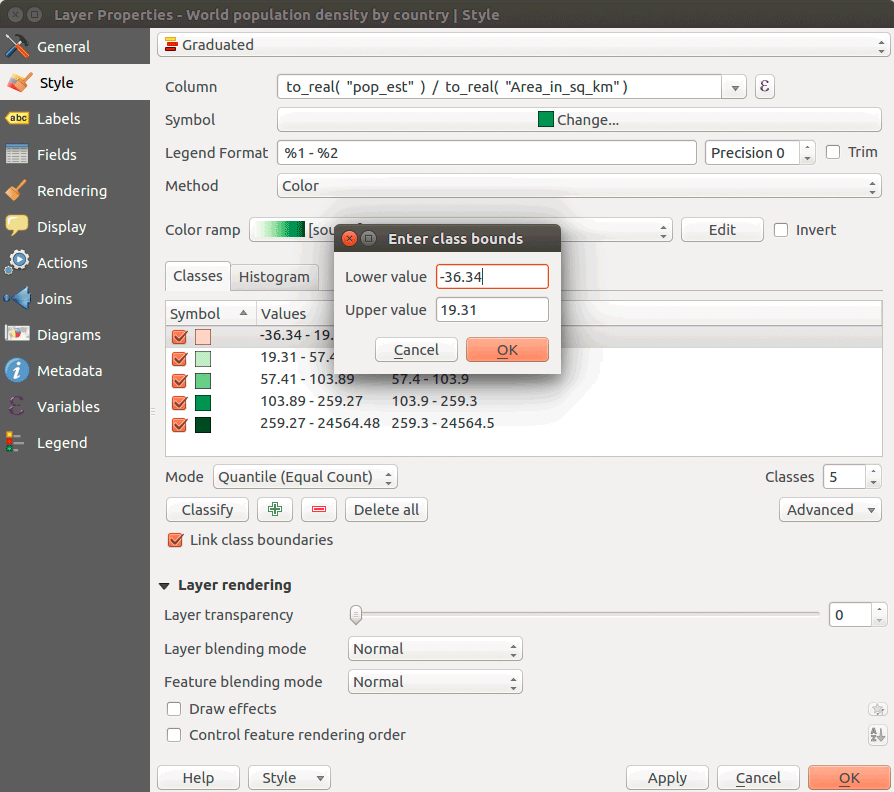 Layer Properties - World population density by country | Style
General
Style
abc Labels
Fields
Rendering
Display
Actions
Joins
Diagrams
Metadata
Variables
Legend
Graduated
Column to_real( "pop_est" ) / to_real( "Area_in_sq_km") ε
Symbol Change...
Legend Format %1 - %2 Precision 0 Trim
Method Color
Color ramp Edit Invert
Enter class bounds
Lower value -36.34
Upper value 19.31
Cancel OK
Classes Histogram
Symbol Values
-36.34 - 19.
19.31 - 57.4
57.41 - 103.89 57.4 - 103.9
103.89 - 259.27 103.9 - 259.3
259.27 - 24564.48 259.3 - 24564.5
Mode Quantile (Equal Count) Classes 5
Classify Delete all Advanced
Link class boundaries
Layer rendering
Layer transparency 0
Layer blending mode Normal
Feature blending mode Normal
Draw effects
Control feature rendering order
Help Style Apply Cancel OK